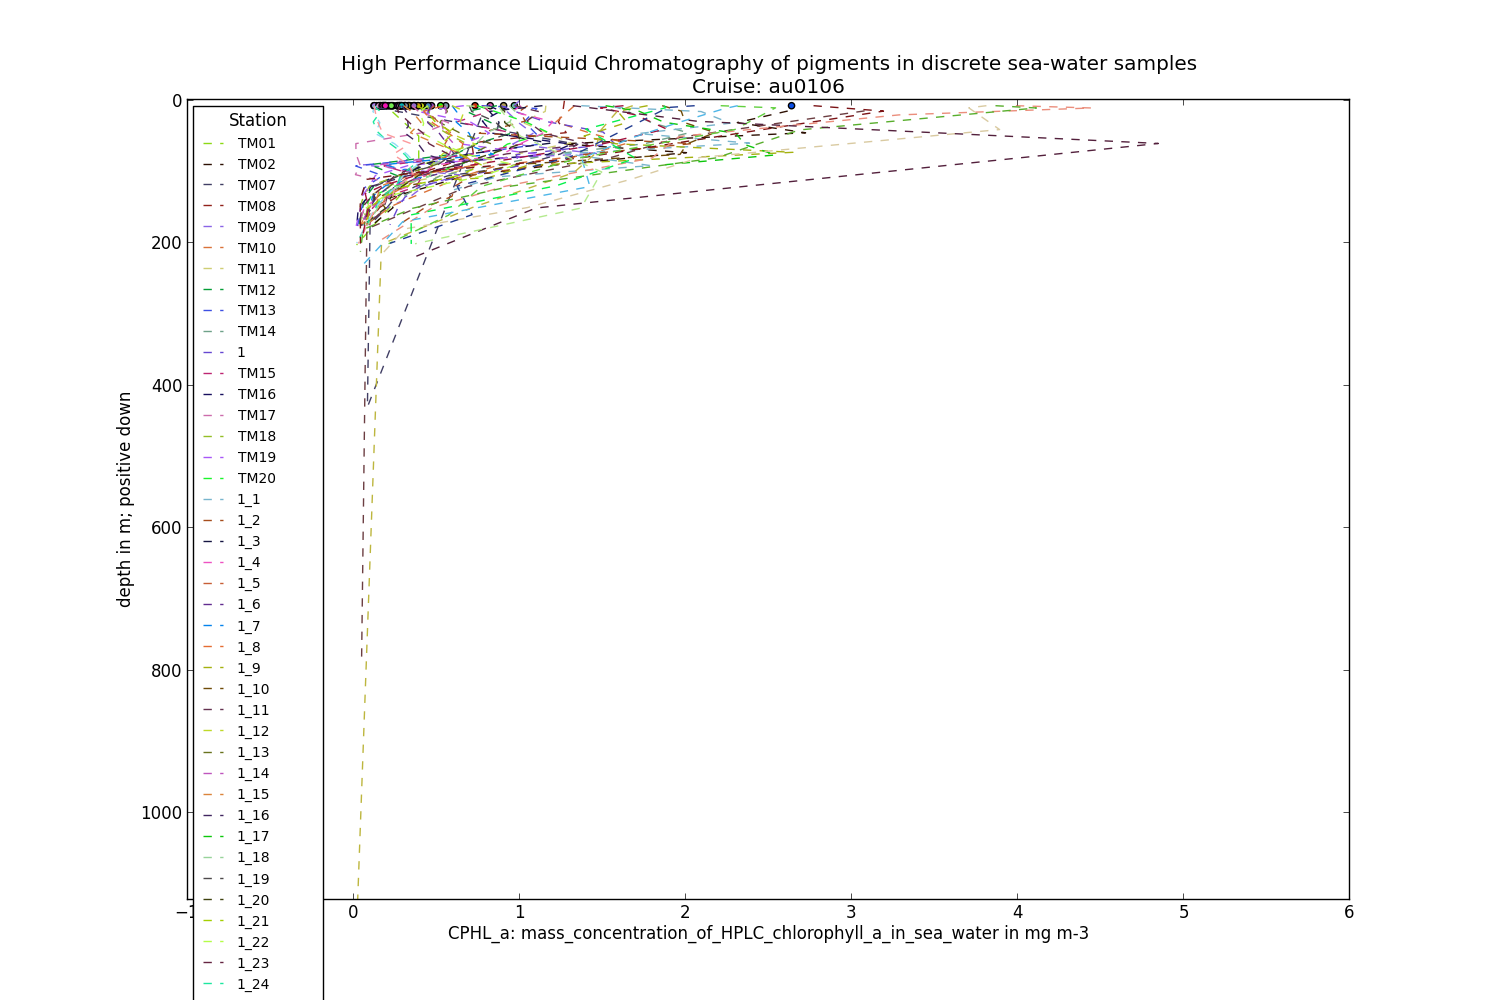 High Performance Liquid Chromatography of pigments in discrete sea-water samples
Cruise: au0106
0
200
400
600
800
1000
depth in m; positive down
Station
TM01
TM02
TM07
TM08
TM09
TM10
TM11
TM12
TM13
TM14
1
TM15
TM16
TM17
TM18
TM19
TM20
1_1
1_2
1_3
1_4
1_5
1_6
1_7
1_8
1_9
1_10
1_11
1_12
1_13
1_14
1_15
1_16
1_17
1_18
1_19
1_20
1_21
1_22
1_23
1_24
0 1 2 3 4 5 6
CPHL_a: mass_concentration_of_HPLC_chlorophyll_a_in_sea_water in mg m-3